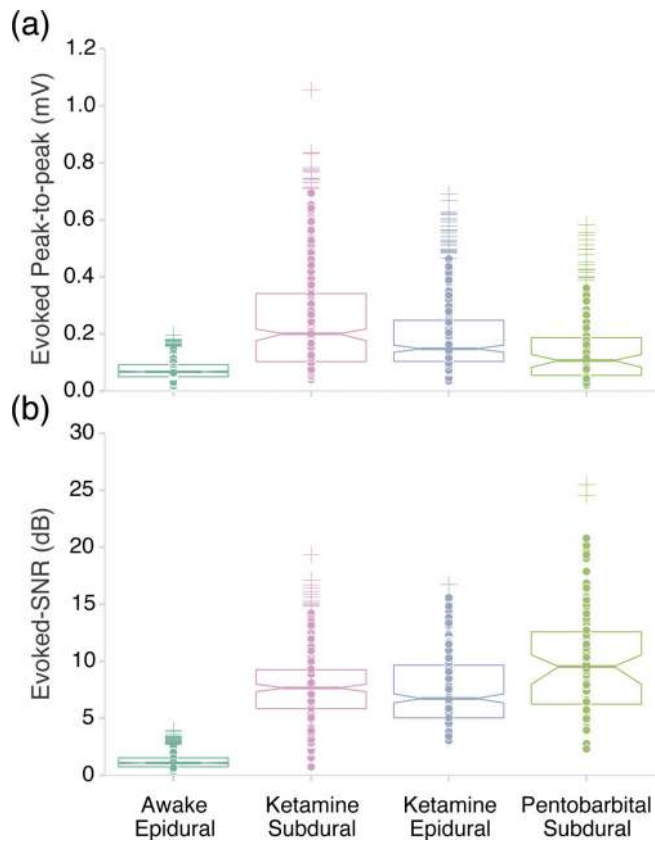 (a)
Evoked Peak-to-peak (mV)
1.2
1.0
0.8
0.6
0.4
0.2
0.0
(b)
Evoked-SNR (dB)
30
25
20
15
10
5
0
Awake Ketamine Ketamine Pentobarbital
Epidural Subdural Epidural Subdural